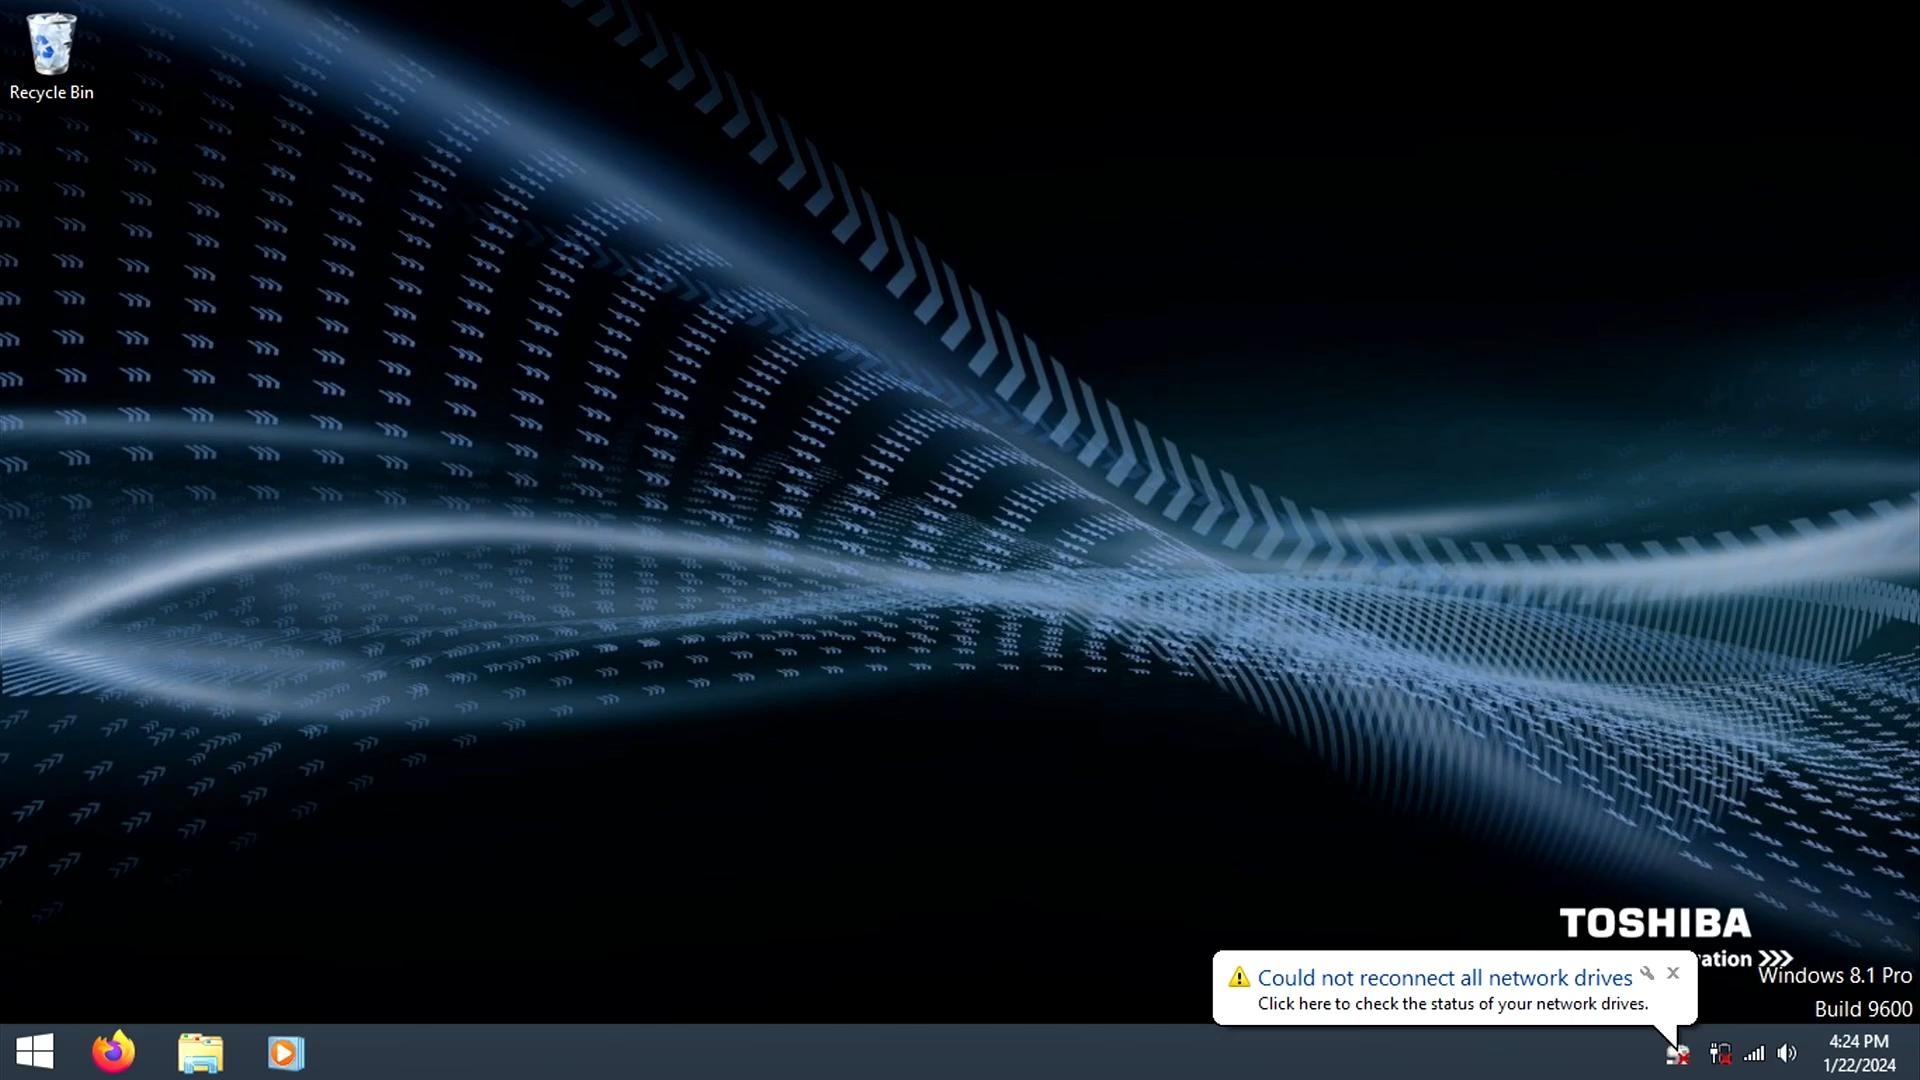 Recycle Bin
TOSHIBA
ation >>>
Could not reconnect all network drives
Click here to check the status of your network drives.
Windows 8.1 Pro
Build 9600
4:24 PM
1/22/2024